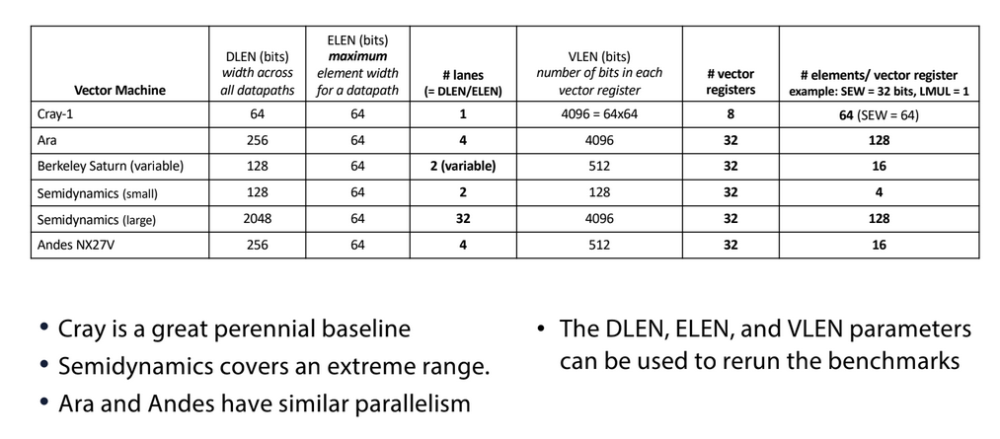 Vector Machine
DLEN (bits)
width across
all datapaths
ELEN (bits)
maximum
element width
for a datapath
# lanes
(= DLEN/ELEN)
VLEN (bits)
number of bits in each
vector register
# vector
registers
# elements/ vector register
example: SEW = 32 bits, LMUL = 1
Cray-1 64 64 1 4096 = 64x64 8 64 (SEW = 64)
Ara 256 64 4 4096 32 128
Berkeley Saturn (variable) 128 64 2 (variable) 512 32 16
Semidynamics (small) 128 64 2 128 32 4
Semidynamics (large) 2048 64 32 4096 32 128
Andes NX27V 256 64 4 512 32 16
• Cray is a great perennial baseline
• Semidynamics covers an extreme range.
• Ara and Andes have similar parallelism
• The DLEN, ELEN, and VLEN parameters
can be used to rerun the benchmarks